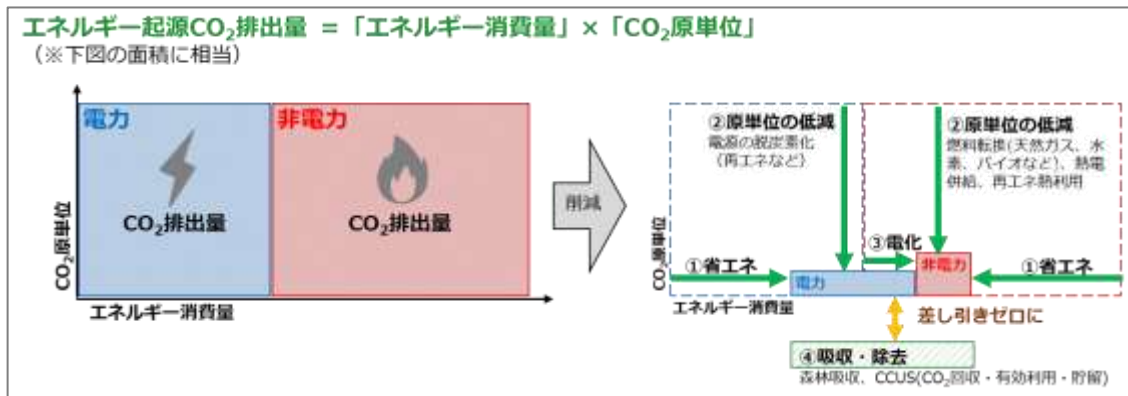 エネルギー起源CO₂排出量 ＝「エネルギー消費量」×「CO₂原単位」
（※下図の面積に相当）
電力
非電力
CO₂排出量
CO₂排出量
CO₂原単位
エネルギー消費量
削減
②原単位の低減
電源の脱炭素化
（再エネなど）
②原単位の低減
燃料転換(天然ガス、水
素、バイオなど)、熱電
併給、再エネ熱利用
CO₂原単位
③電化
①省エネ
電力
非電力
①省エネ
エネルギー消費量
差し引きゼロに
④吸収・除去
森林吸収、CCUS(CO₂回収・有効利用・貯留)